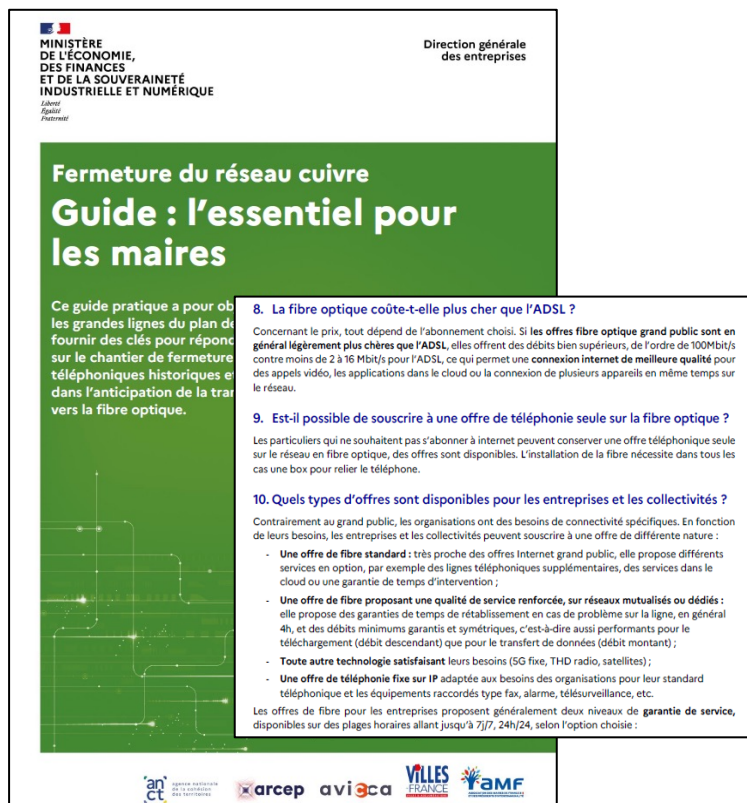 MINISTÈRE
DE L'ÉCONOMIE,
DES FINANCES
ET DE LA SOUVERAINETÉ
INDUSTRIELLE ET NUMÉRIQUE
Liberté
Égalité
Fraternité
Direction générale
des entreprises
Fermeture du réseau cuivre
Guide : l'essentiel pour
les maires
Ce guide pratique a pour ob
les grandes lignes du plan de
fournir des clés pour répond
sur le chantier de fermeture
téléphoniques historiques et
dans l'anticipation de la tran
vers la fibre optique.
8. La fibre optique coûte-t-elle plus cher que l'ADSL ?
Concernant le prix, tout dépend de l'abonnement choisi. Si les offres fibre optique grand public sont en
général légèrement plus chères que l'ADSL, elles offrent des débits bien supérieurs, de l'ordre de 100Mbit/s
contre moins de 2 à 16 Mbit/s pour l'ADSL, ce qui permet une connexion internet de meilleure qualité pour
des appels vidéo, les applications dans le cloud ou la connexion de plusieurs appareils en même temps sur
le réseau.
9. Est-il possible de souscrire à une offre de téléphonie seule sur la fibre optique ?
Les particuliers qui ne souhaitent pas s'abonner à internet peuvent conserver une offre téléphonique seule
sur le réseau en fibre optique, des offres sont disponibles. L'installation de la fibre nécessite dans tous les
cas une box pour relier le téléphone.
10. Quels types d'offres sont disponibles pour les entreprises et les collectivités ?
Contrairement au grand public, les organisations ont des besoins de connectivité spécifiques. En fonction
de leurs besoins, les entreprises et les collectivités peuvent souscrire à une offre de différente nature :
- Une offre de fibre standard : très proche des offres Internet grand public, elle propose différents
services en option, par exemple des lignes téléphoniques supplémentaires, des services dans le
cloud ou une garantie de temps d'intervention ;
- Une offre de fibre proposant une qualité de service renforcée, sur réseaux mutualisés ou dédiés :
elle propose des garanties de temps de rétablissement en cas de problème sur la ligne, en général
4h, et des débits minimums garantis et symétriques, c'est-à-dire aussi performants pour le
téléchargement (débit descendant) que pour le transfert de données (débit montant) ;
- Toute autre technologie satisfaisant leurs besoins (5G fixe, THD radio, satellites) ;
- Une offre de téléphonie fixe sur IP adaptée aux besoins des organisations pour leur standard
téléphonique et les équipements raccordés type fax, alarme, télésurveillance, etc.
Les offres de fibre pour les entreprises proposent généralement deux niveaux de garantie de service,
disponibles sur des plages horaires allant jusqu'à 7j/7, 24h/24, selon l'option choisie :
anct
agence nationale
de la cohésion
des territoires
arcep
avicca
VILLES
DE FRANCE
AMF